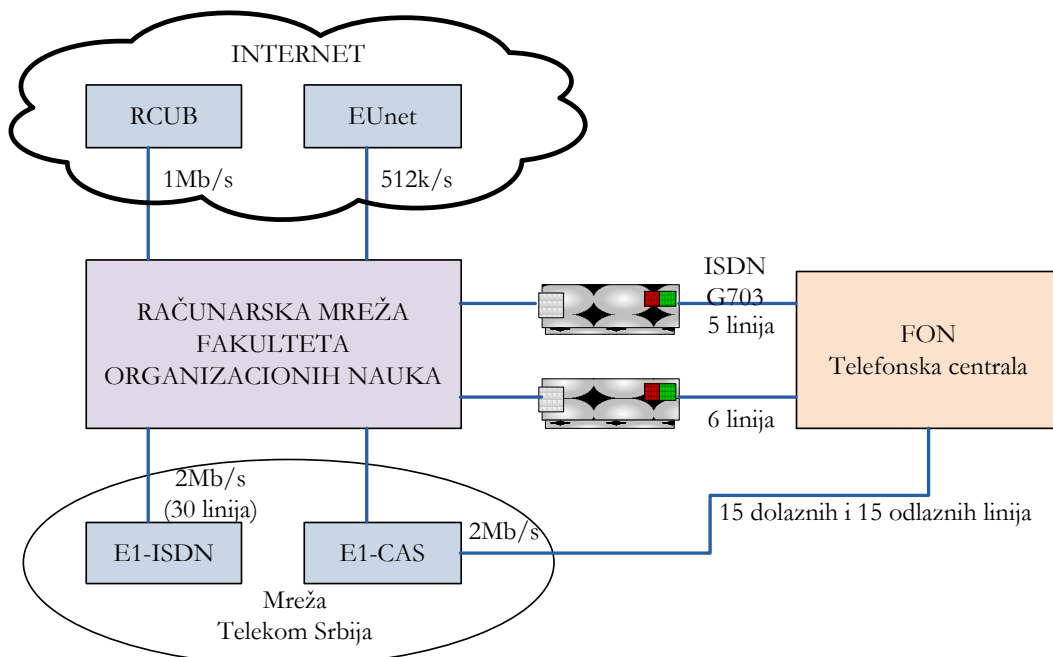 INTERNET
RCUB
EUnet
1Mb/s
512k/s
RAČUNARSKA MREŽA
FAKULTETA
ORGANIZACIONIH NAUKA
ISDN
G703
5 linija
6 linija
FON
Telefonska centrala
2Mb/s
(30 linija)
E1-ISDN
E1-CAS
2Mb/s
15 dolaznih i 15 odlaznih linija
Mreža
Telekom Srbija